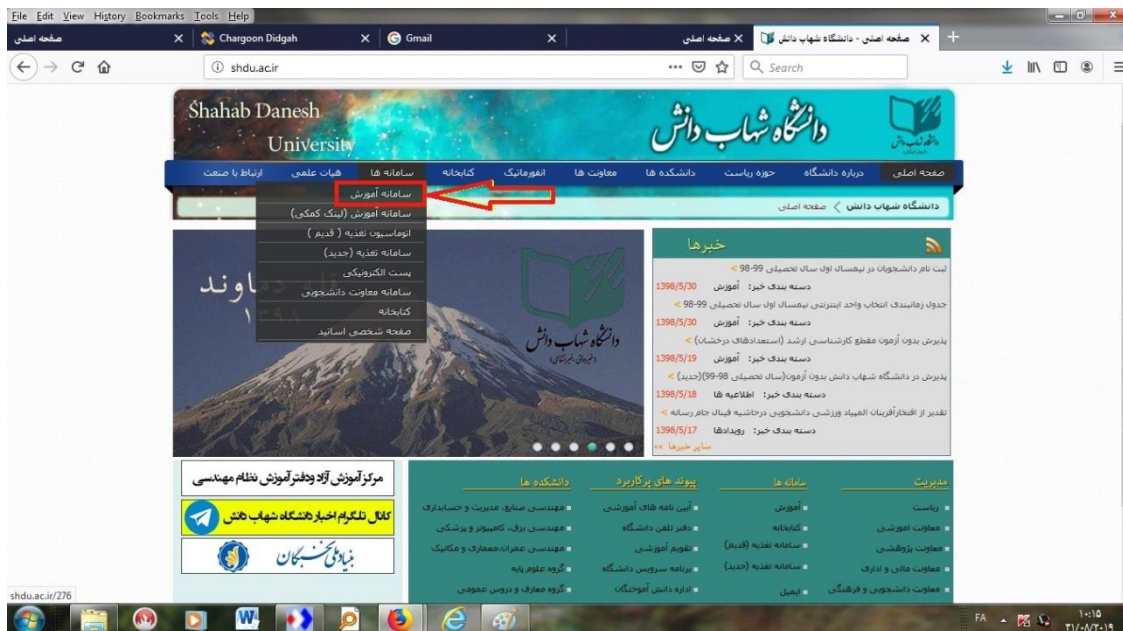 File Edit View History Bookmarks Tools Help
صفحه اصلی
Chargoon Didgah
Gmail
صفحه اصلی
صفحه اصلی - دانشگاه شهاب دانش
shdu.ac.ir
Search
Shahab Danesh
University
دانشگاه شهاب دانش
صفحه اصلی درباره دانشگاه حوزه ریاست دانشکده ها معاونت ها انفورماتیک کتابخانه سامانه ها هیات علمی ارتباط با صنعت
سامانه آموزش
سامانه آموزش (لینک کمکی)
اتوماسیون تغذیه ( قدیم )
سامانه تغذیه (جدید)
پست الکترونیکی
سامانه معاونت دانشجویی
کتابخانه
صفحه شخصی اساتید
دانشگاه شهاب دانش > صفحه اصلی
دماوند
۱۳۹۸
دانشگاه شهاب دانش
خبرها
ثبت نام دانشجویان در نیمسال اول سال تحصیلی 99-98 >
دسته بندی خبر: آموزش 1398/5/30
جدول زمانبندی انتخاب واحد اینترنتی نیمسال اول سال تحصیلی 99-98 >
دسته بندی خبر: آموزش 1398/5/30
پذیرش بدون آزمون مقطع کارشناسی ارشد (استعدادهای درخشان) >
دسته بندی خبر: آموزش 1398/5/19
پذیرش در دانشگاه شهاب دانش بدون آزمون(سال تحصیلی 98-99)(جدید) >
دسته بندی خبر: اطلاعیه ها 1398/5/18
تقدیر از افتخارآفرینان المپیاد ورزشی دانشجویی درحاشیه فینال جام رسانه >
دسته بندی خبر: رویدادها 1398/5/17
سایر خبرها >>
مدیریت
ریاست
معاونت آموزشی
معاونت پژوهشی
معاونت مالی و اداری
معاونت دانشجویی و فرهنگی
سامانه ها
آموزش
کتابخانه
سامانه تغذیه (قدیم)
سامانه تغذیه (جدید)
ایمیل
پیوند های پرکاربرد
آیین نامه های آموزشی
دفتر تلفن دانشگاه
تقویم آموزشی
برنامه سرویس دانشگاه
اداره دانش آموختگان
دانشکده ها
مهندسی صنایع، مدیریت و حسابداری
مهندسی برق، کامپیوتر و پزشکی
مهندسی عمران،معماری و مکانیک
گروه علوم پایه
گروه معارف و دروس عمومی
مرکز آموزش آزاد ودفتر آموزش نظام مهندسی
کانال تلگرام اخبار دانشگاه شهاب دانش
بنیاد ملی نخبگان
shdu.ac.ir/276
FA
۱۰:۱۵
۲۱/۰۸/۲۰۱۹